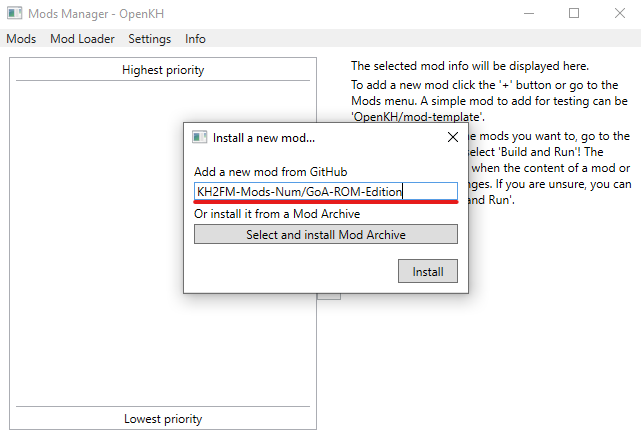 Mods Manager - OpenKH
Mods Mod Loader Settings Info
Highest priority
The selected mod info will be displayed here.
To add a new mod click the '+' button or go to the
Mods menu. A simple mod to add for testing can be
'OpenKH/mod-template'.
e mods you want to, go to the
elect 'Build and Run'! The
when the content of a mod or
nges. If you are unsure, you can
and Run'.
Install a new mod...
Add a new mod from GitHub
KH2FM-Mods-Num/GoA-ROM-Edition
Or install it from a Mod Archive
Select and install Mod Archive
Install
Lowest priority